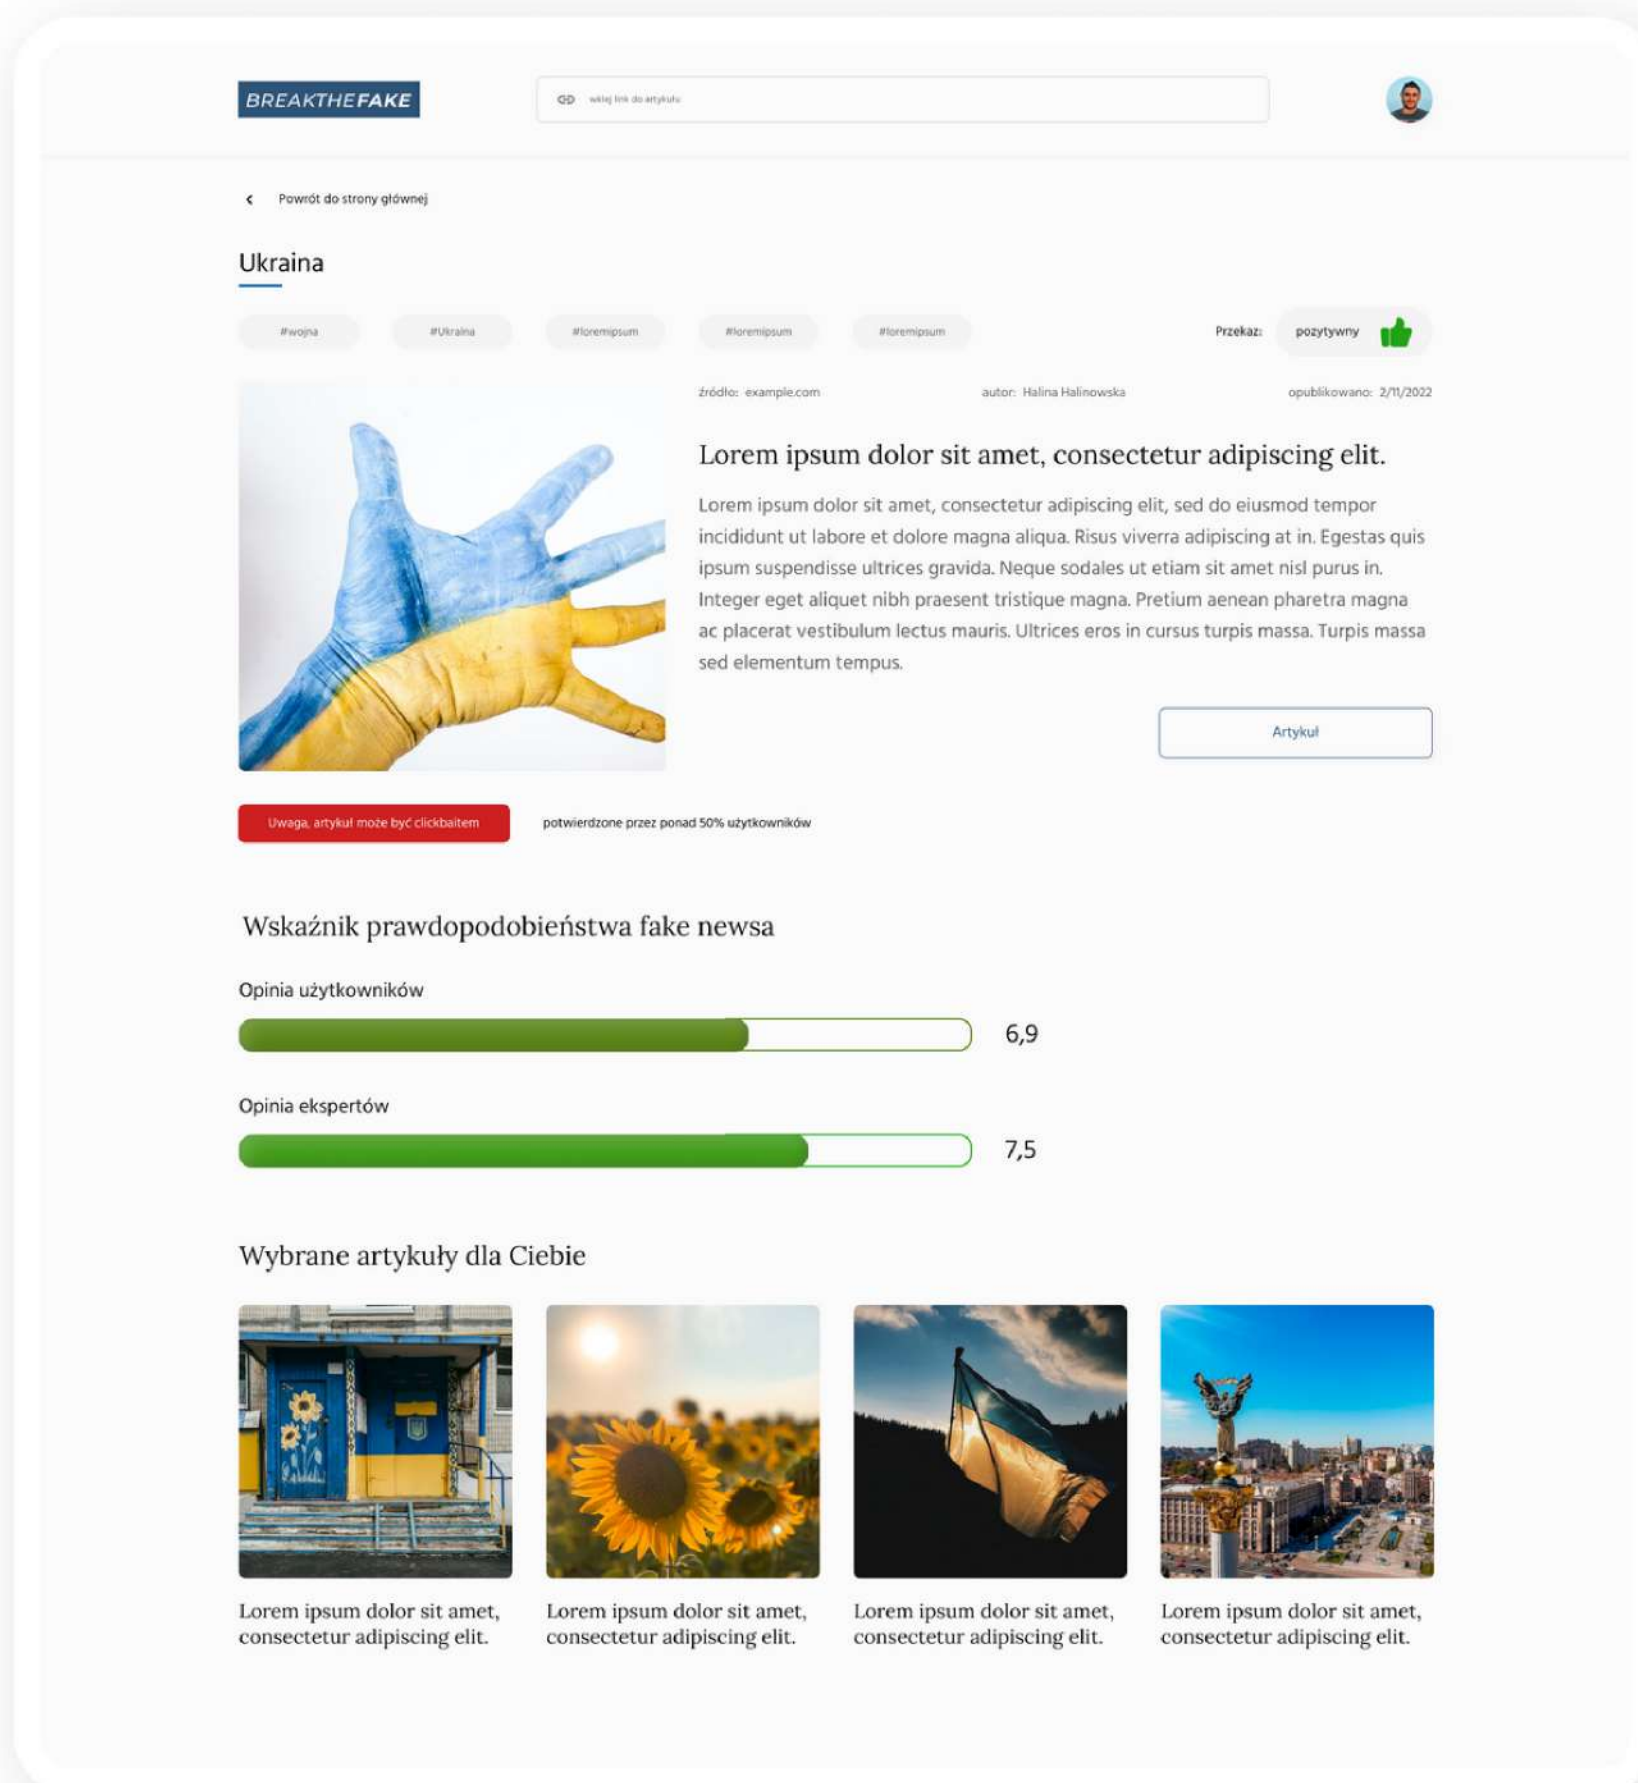 BREAKTHEFAKE
wklej link do artykułu
Powrót do strony głównej
Ukraina
#wojna #Ukraina #loremipsum #loremipsum #loremipsum Przekaz: pozytywny
źródło: example.com autor: Halina Halinowska opublikowano: 2/11/2022
Lorem ipsum dolor sit amet, consectetur adipiscing elit.
Lorem ipsum dolor sit amet, consectetur adipiscing elit, sed do eiusmod tempor
incididunt ut labore et dolore magna aliqua. Risus viverra adipiscing at in. Egestas quis
ipsum suspendisse ultrices gravida. Neque sodales ut etiam sit amet nisl purus in.
Integer eget aliquet nibh praesent tristique magna. Pretium aenean pharetra magna
ac placerat vestibulum lectus mauris. Ultrices eros in cursus turpis massa. Turpis massa
sed elementum tempus.
Artykuł
Uwaga, artykuł może być clickbaitem potwierdzone przez ponad 50% użytkowników
Wskaźnik prawdopodobieństwa fake newsa
Opinia użytkowników
6,9
Opinia ekspertów
7,5
Wybrane artykuły dla Ciebie
Lorem ipsum dolor sit amet,
consectetur adipiscing elit.
Lorem ipsum dolor sit amet,
consectetur adipiscing elit.
Lorem ipsum dolor sit amet,
consectetur adipiscing elit.
Lorem ipsum dolor sit amet,
consectetur adipiscing elit.